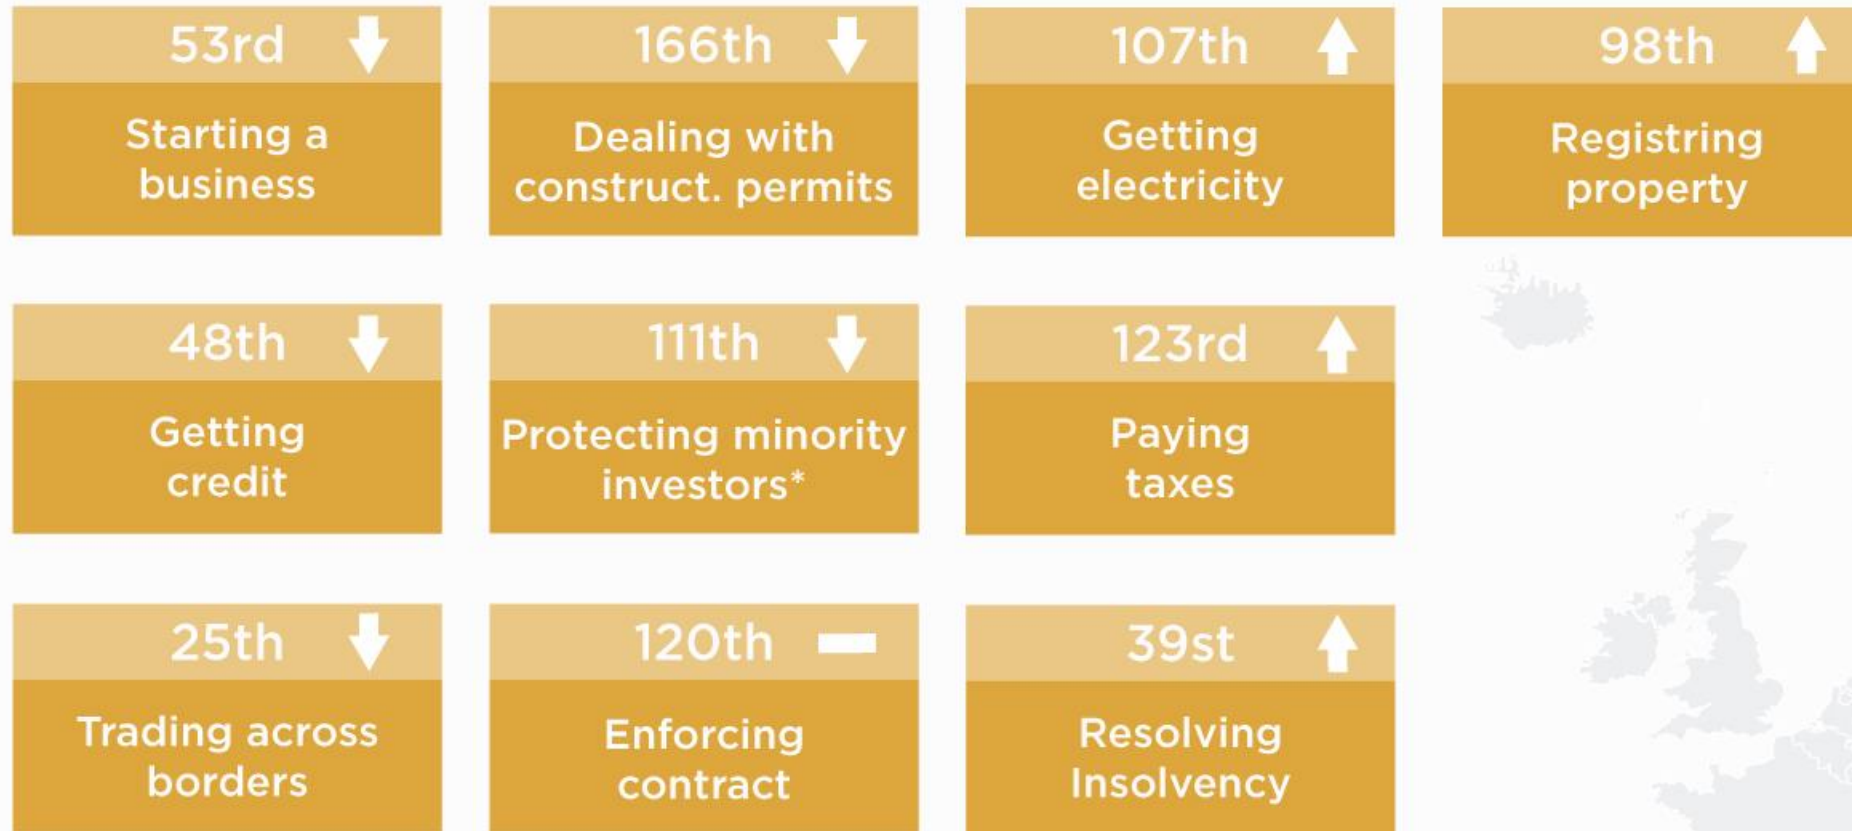 53rd
Starting a
business
166th
Dealing with
construct. permits
107th
Getting
electricity
98th
Registring
property
48th
Getting
credit
111th
Protecting minority
investors*
123rd
Paying
taxes
25th
Trading across
borders
120th
Enforcing
contract
39st
Resolving
Insolvency